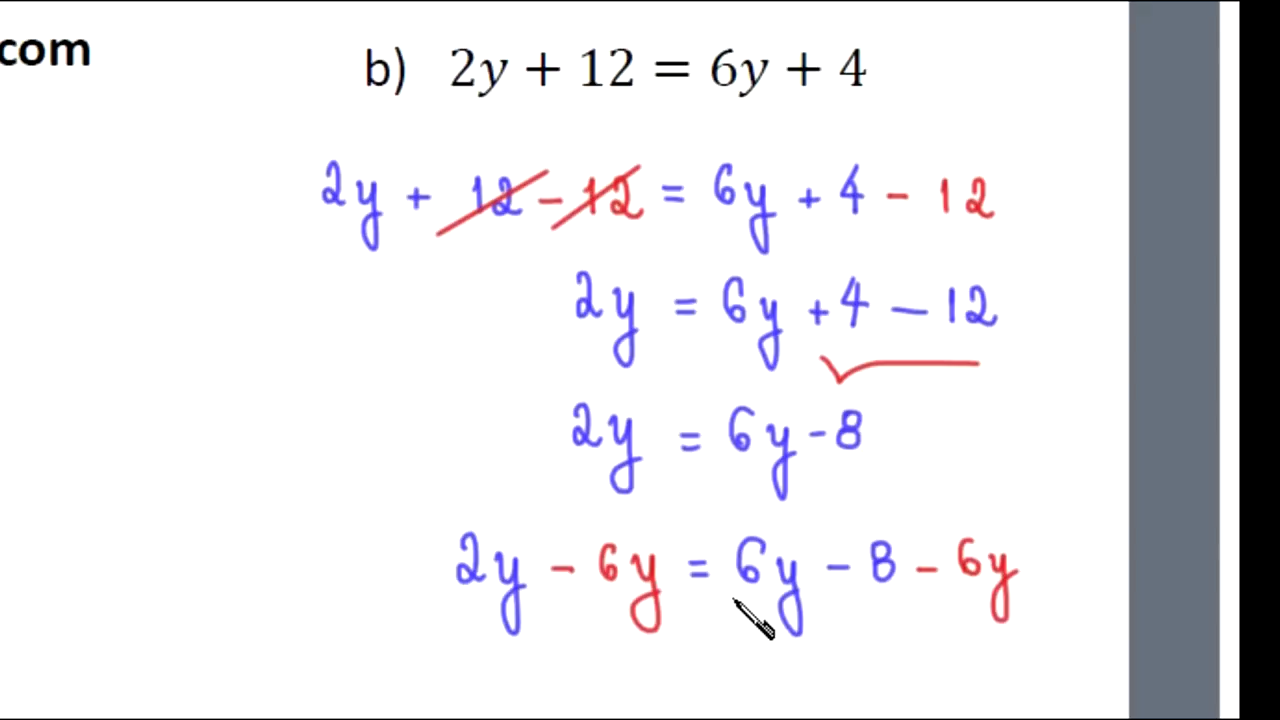 com
b) 2y + 12 = 6y + 4
2y + 12 - 12 = 6y + 4 - 12
2y = 6y + 4 - 12
2y = 6y - 8
2y - 6y = 6y - 8 - 6y